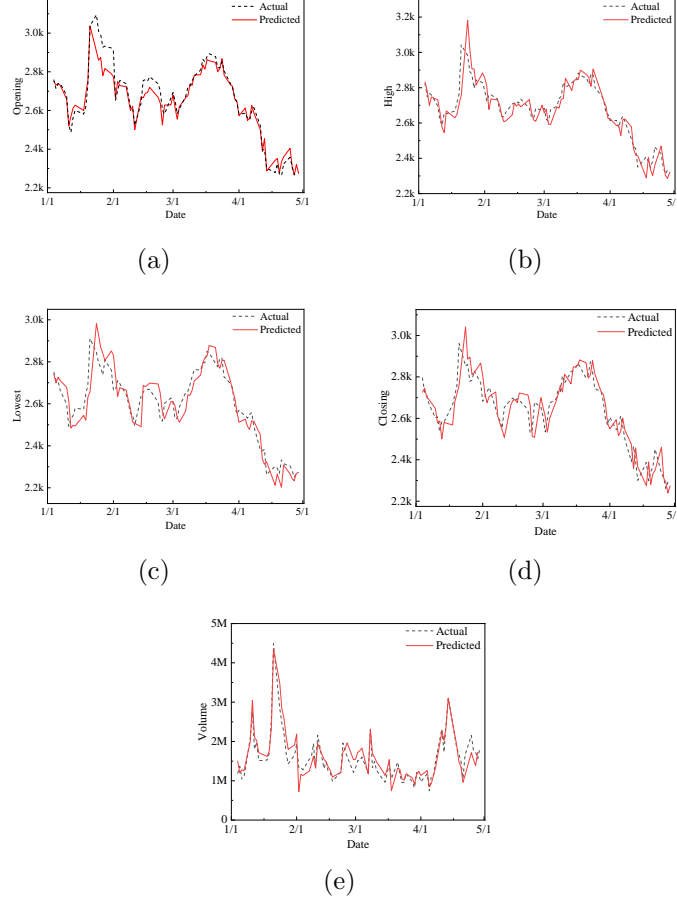 Actual
Predicted
3.0k
2.8k
2.6k
2.4k
2.2k
Opening
1/1
2/1
3/1
4/1
5/1
Date
(a)
Actual
Predicted
3.2k
3.0k
2.8k
2.6k
2.4k
2.2k
High
1/1
2/1
3/1
4/1
5/1
Date
(b)
Actual
Predicted
3.0k
2.8k
2.6k
2.4k
2.2k
Lowest
1/1
2/1
3/1
4/1
5/1
Date
(c)
Actual
Predicted
3.0k
2.8k
2.6k
2.4k
2.2k
Closing
1/1
2/1
3/1
4/1
5/
Date
(d)
Actual
Predicted
5M
4M
3M
2M
1M
0
Volume
1/1
2/1
3/1
4/1
5/1
Date
(e)